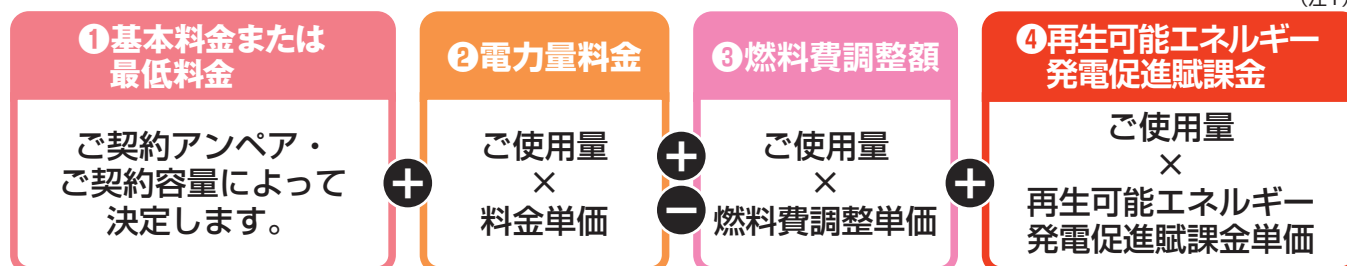 (注1)
❶基本料金または
最低料金
ご契約アンペア・
ご契約容量によって
決定します。
+
❷電力量料金
ご使用量
×
料金単価
+
−
❸燃料費調整額
ご使用量
×
燃料費調整単価
+
❹再生可能エネルギー
発電促進賦課金
ご使用量
×
再生可能エネルギー
発電促進賦課金単価